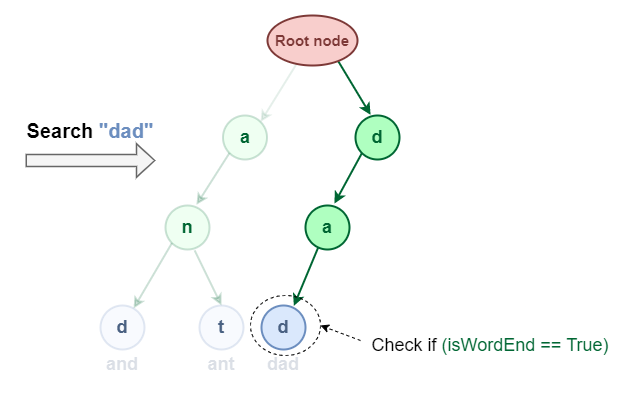 Root node
a
d
Search "dad"
n
a
d
t
d
Check if (isWordEnd == True)
and
ant
dad